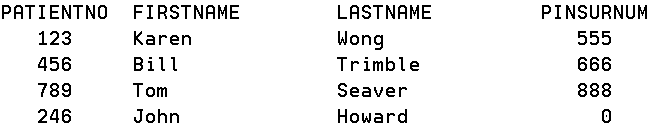 PATIENTNO FIRSTNAME LASTNAME PINSURNUM
123 Karen Wong 555
456 Bill Trimble 666
789 Tom Seaver 888
246 John Howard 0